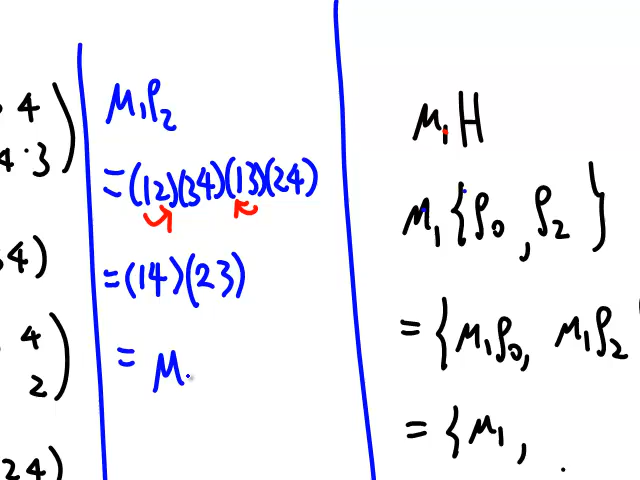 4
4 3
34)
4
2
24)
μ₁ρ₂
=(12)(34)(13)(24)
=(14)(23)
= μ.
μ₁H
μ₁{ρ₀, ρ₂}
={μ₁ρ₀, μ₁ρ₂
={μ₁,